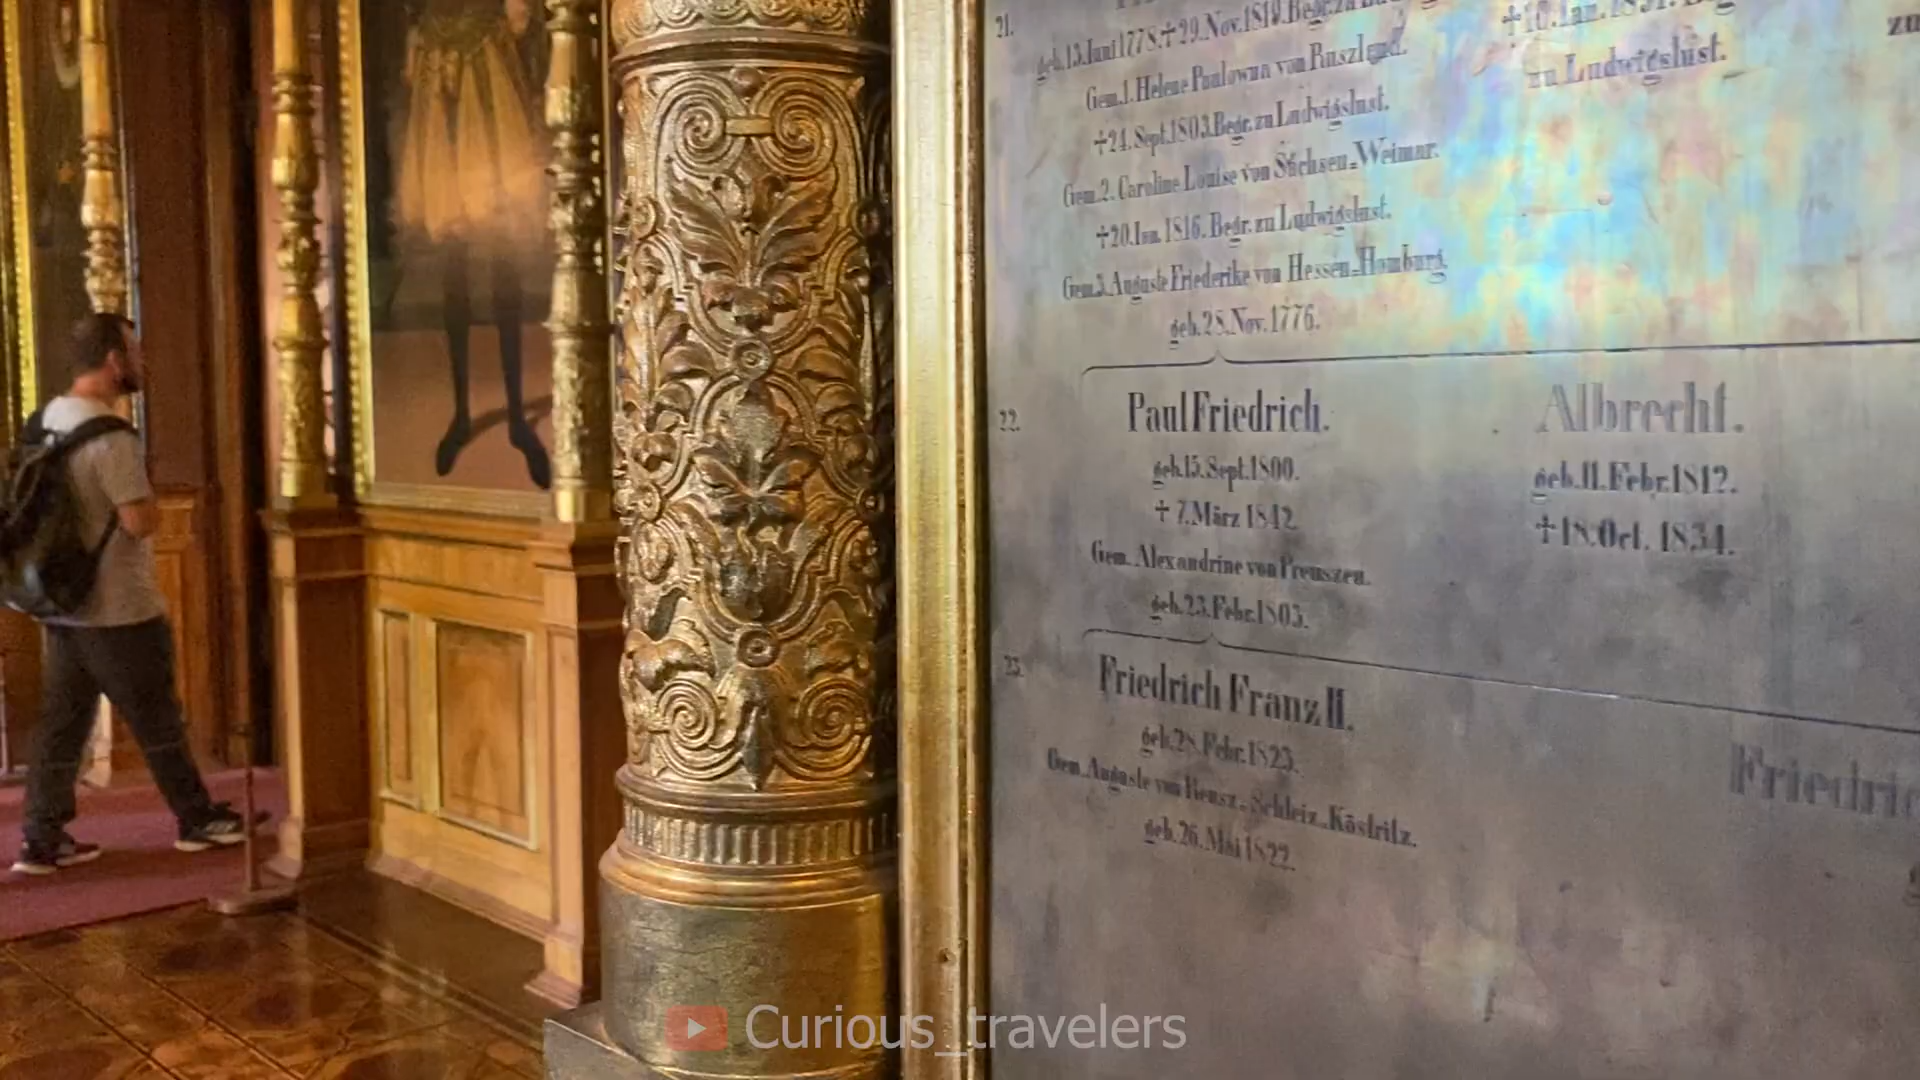 21.
geb. 13. Juni 1778. † 29. Nov. 1819. Begr. zu
Gem. 1. Helene Paulowna von Ruszland.
† 24. Sept. 1803. Begr. zu Ludwigslust.
Gem. 2. Caroline Louise von Sachsen-Weimar.
† 20. Jan. 1816. Begr. zu Ludwigslust.
Gem. 3. Auguste Friederike von Hessen-Homburg.
geb. 28. Nov. 1776.
zu Ludwigslust.
zu
22.
Paul Friedrich.
geb. 15. Sept. 1800.
† 7. März 1842.
Gem. Alexandrine von Preuszen.
geb. 23. Febr. 1803.
Albrecht.
geb. 11. Febr. 1812.
† 18. Oct. 1834.
23.
Friedrich Franz II.
geb. 28. Febr. 1823.
Gem. Auguste von Reusz-Schleiz-Köstritz.
geb. 26. Mai 1822.
Friedric
Curious_travelers